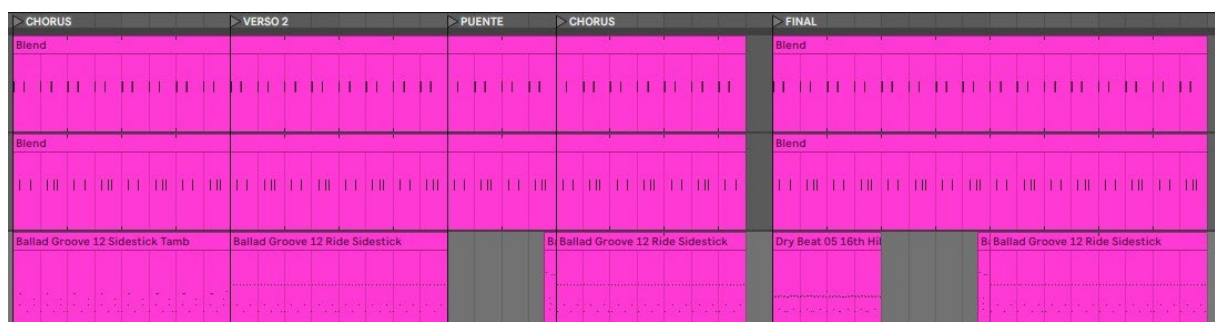 CHORUS VERSO 2 PUENTE CHORUS FINAL
Blend Blend
Blend Blend
Ballad Groove 12 Sidestick Tamb Ballad Groove 12 Ride Sidestick Ballad Groove 12 Ride Sidestick Dry Beat 05 16th Ballad Groove 12 Ride Sidestick